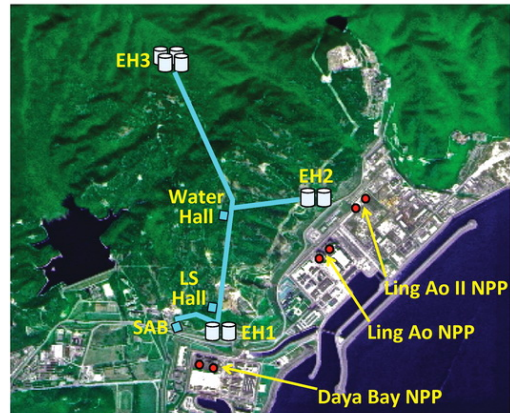 EH3
EH2
Water
Hall
LS
Hall
Ling Ao II NPP
SAB
EH1
Ling Ao NPP
Daya Bay NPP